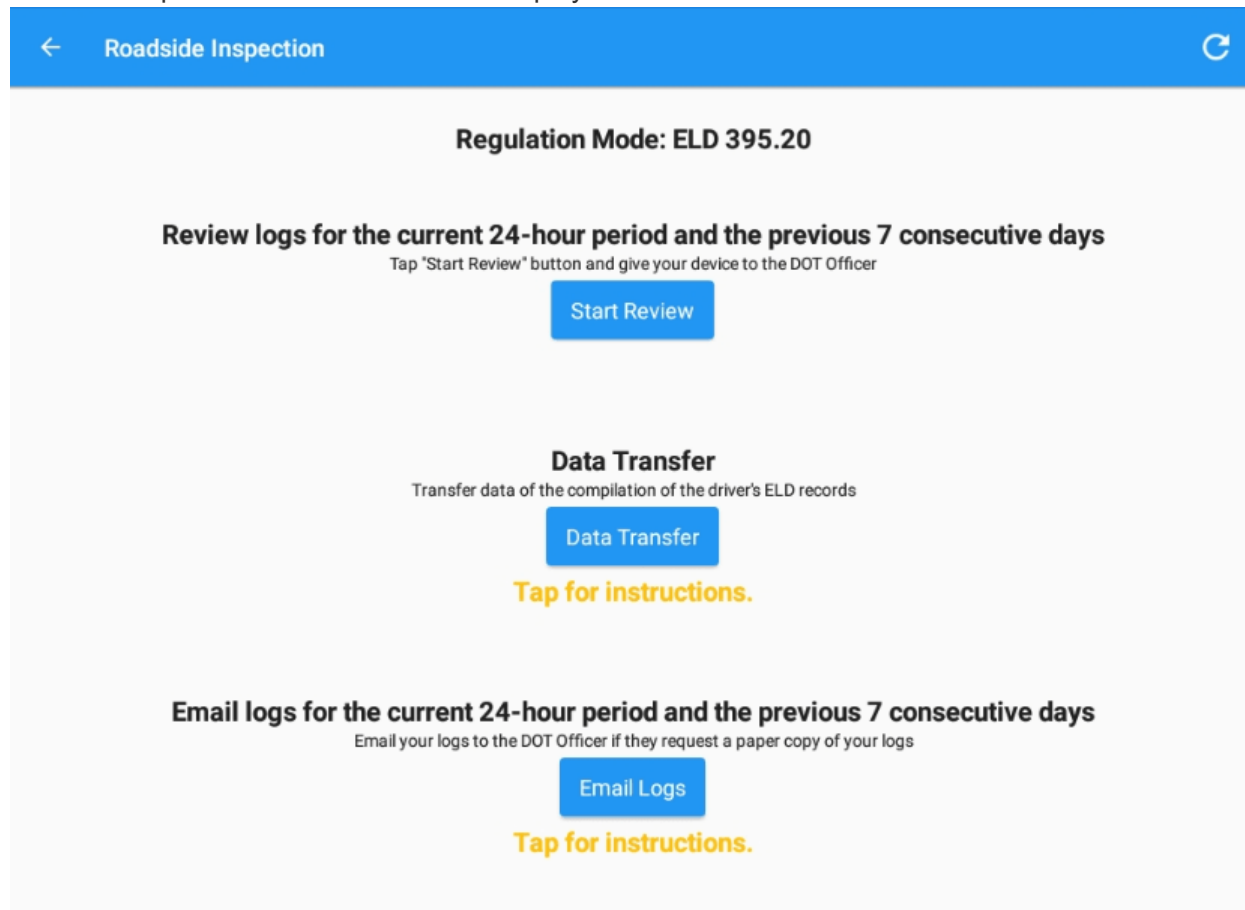 Roadside Inspection
Regulation Mode: ELD 395.20
Review logs for the current 24-hour period and the previous 7 consecutive days
Tap "Start Review" button and give your device to the DOT Officer
Start Review
Data Transfer
Transfer data of the compilation of the driver's ELD records
Data Transfer
Tap for instructions.
Email logs for the current 24-hour period and the previous 7 consecutive days
Email your logs to the DOT Officer if they request a paper copy of your logs
Email Logs
Tap for instructions.